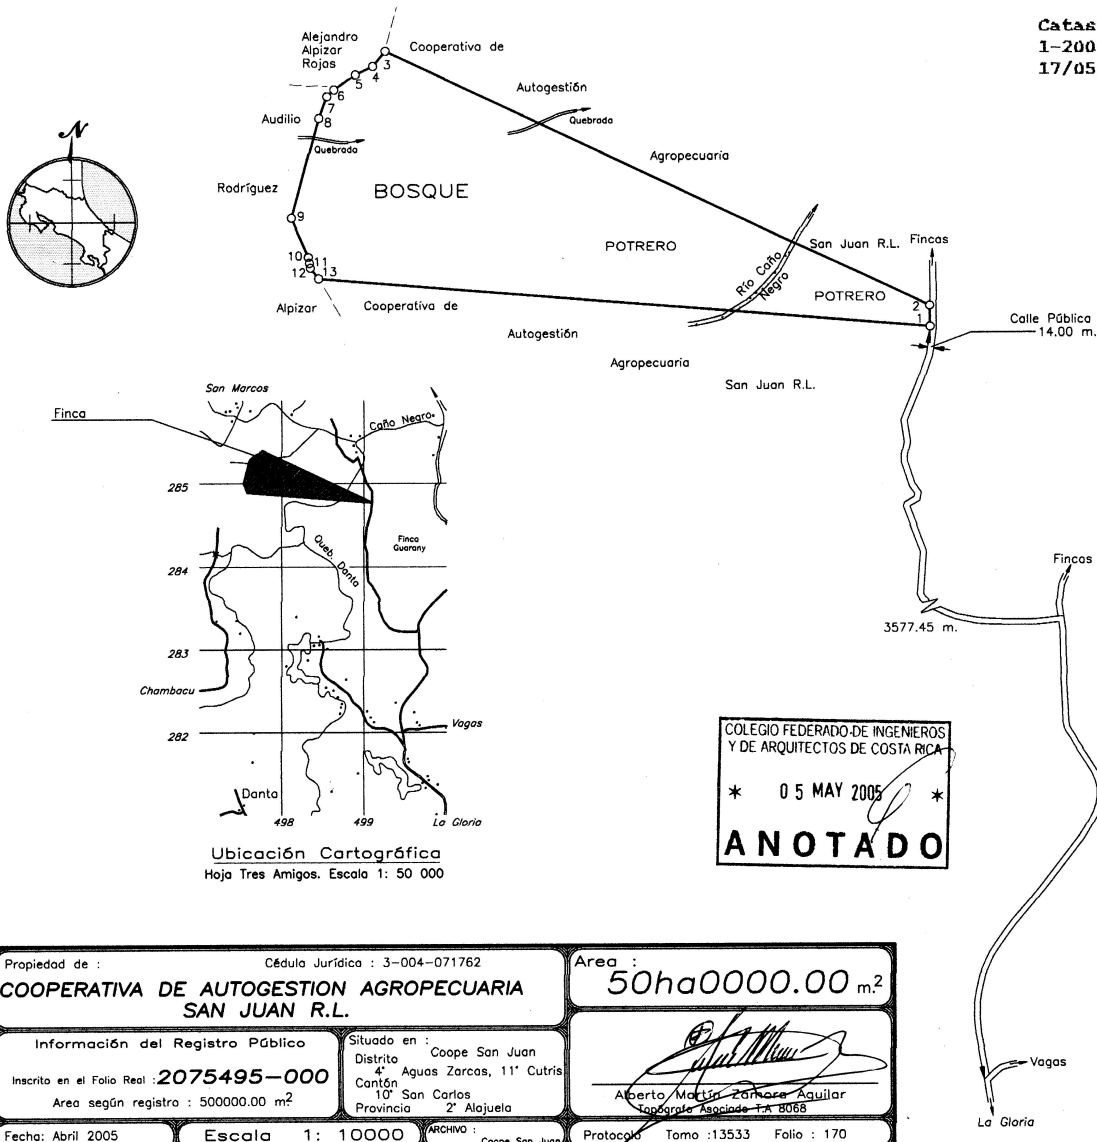 Catas
1-200
17/05
Alejandro
Alpizar
Rojas
Cooperativa de
3
4
5
6
7
8
Autogestión
Quebrada
Audilio
Quebrada
Agropecuaria
N
Rodríguez
BOSQUE
9
POTRERO
San Juan R.L.
Fincas
10
11
12
13
Río Caño
Negro
POTRERO
2
1
Alpizar
Cooperativa de
Autogestión
Agropecuaria
San Juan R.L.
Calle Pública
14.00 m.
San Marcos
Finca
Caño Negro
285
Finca
Guarany
Queb. Danta
284
283
Chambacu
282
Vagas
Danta
498
499
La Gloria
Ubicación Cartográfica
Hoja Tres Amigos. Escala 1: 50 000
Fincas
3577.45 m.
COLEGIO FEDERADO DE INGENIEROS
Y DE ARQUITECTOS DE COSTA RICA
* 05 MAY 2005 *
ANOTADO
Vagas
La Gloria
Propiedad de : Cédula Jurídica : 3-004-071762
COOPERATIVA DE AUTOGESTION AGROPECUARIA
SAN JUAN R.L.
Area :
50ha0000.00 m.²
Información del Registro Público
Inscrito en el Folio Real : 2075495-000
Area según registro : 500000.00 m²
Situado en :
Coope San Juan
Distrito 4° Aguas Zarcas, 11° Cutris
Cantón 10° San Carlos
Provincia 2° Alajuela
Alberto Martín Zamora Aguilar
Topógrafo Asociado T.A 8068
Fecha: Abril 2005
Escala 1: 10000
ARCHIVO :
Coope San Juan
Protocolo Tomo :13533 Folio : 170